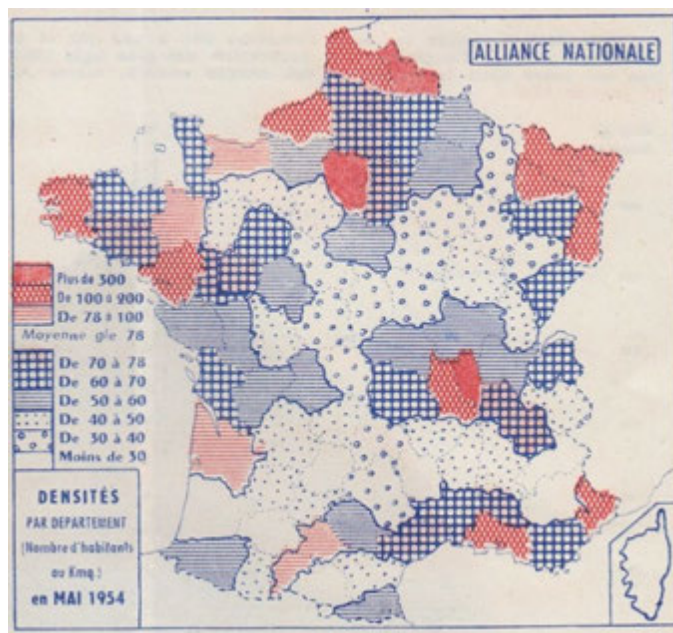 ALLIANCE NATIONALE
Plus de 300
De 100 à 200
De 78 à 100
Moyenne gle 78
De 70 à 78
De 60 à 70
De 50 à 60
De 40 à 50
De 30 à 40
Moins de 30
DENSITÉS
PAR DEPARTEMENT
(Nombre d'habitants
au Kmq.)
en MAI 1954